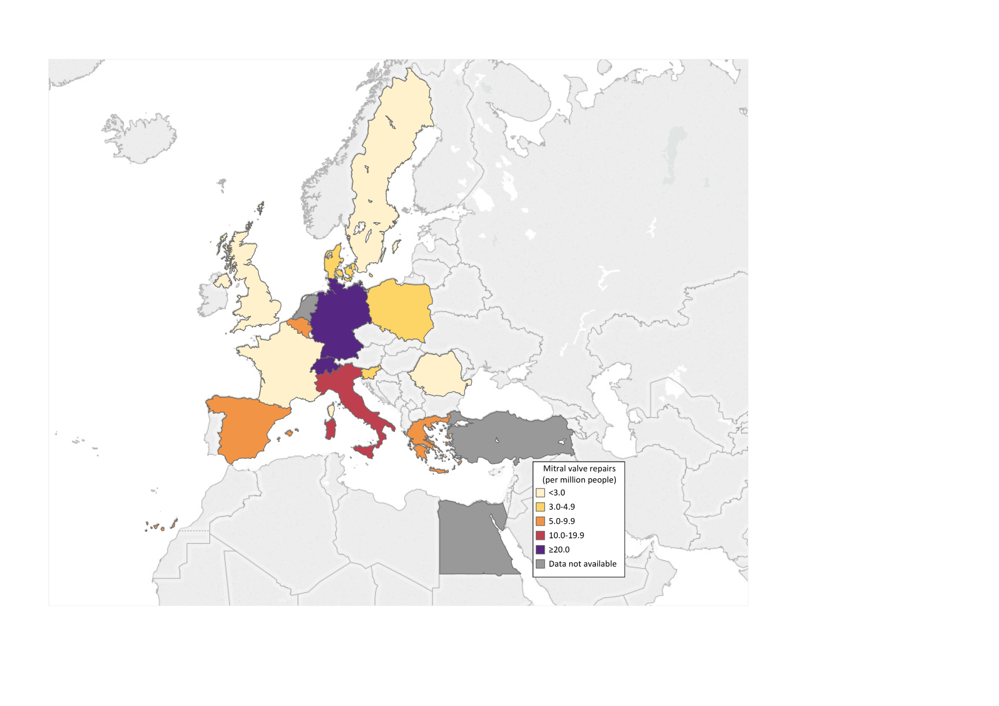 Mitral valve repairs
(per million people)
<3.0
3.0-4.9
5.0-9.9
10.0-19.9
≥20.0
Data not available